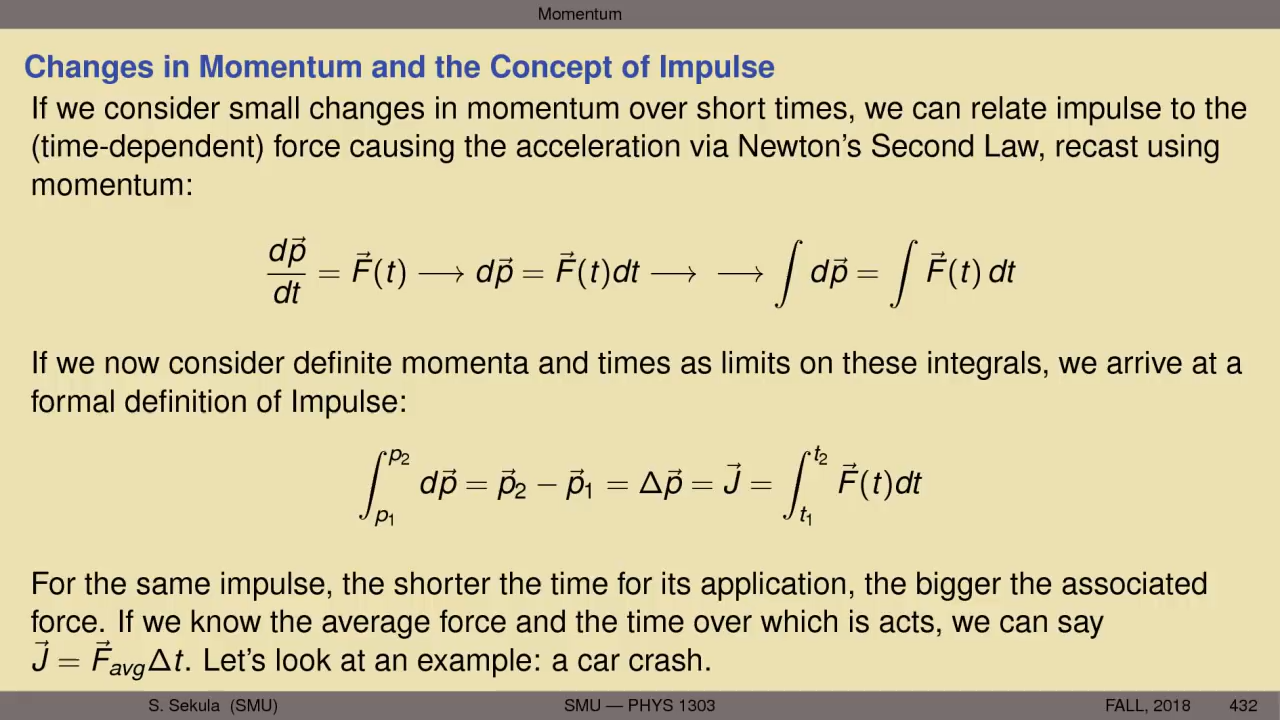 Momentum
Changes in Momentum and the Concept of Impulse
If we consider small changes in momentum over short times, we can relate impulse to the
(time-dependent) force causing the acceleration via Newton's Second Law, recast using
momentum:
dp⃗/dt = F⃗(t) ⟶ dp⃗ = F⃗(t)dt ⟶ ⟶ ∫ dp⃗ = ∫ F⃗(t) dt
If we now consider definite momenta and times as limits on these integrals, we arrive at a
formal definition of Impulse:
∫_{p₁}^{p₂} dp⃗ = p⃗₂ − p⃗₁ = Δp⃗ = J⃗ = ∫_{t₁}^{t₂} F⃗(t)dt
For the same impulse, the shorter the time for its application, the bigger the associated
force. If we know the average force and the time over which is acts, we can say
J⃗ = F⃗_{avg}Δt. Let's look at an example: a car crash.
S. Sekula (SMU) SMU — PHYS 1303 FALL, 2018 432